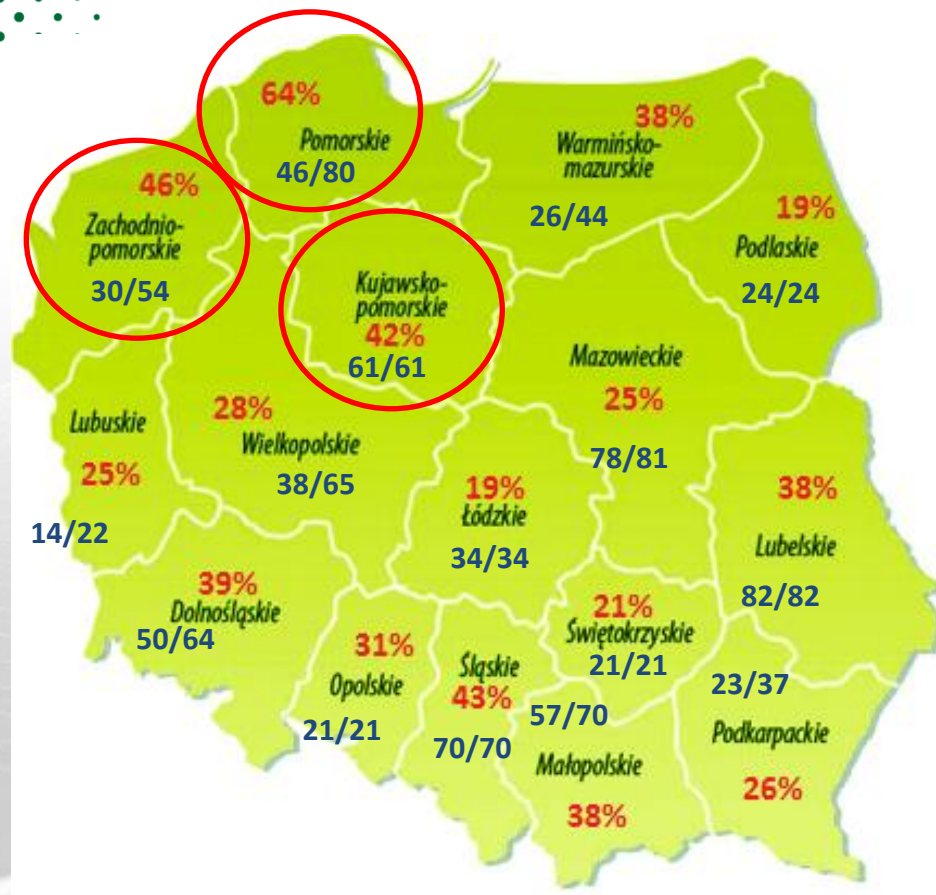 64%
Pomorskie
46/80
38%
Warmińsko-
mazurskie
26/44
46%
Zachodnio-
pomorskie
30/54
19%
Podlaskie
24/24
Kujawsko-
pomorskie
42%
61/61
Mazowieckie
25%
78/81
Lubuskie
25%
14/22
28%
Wielkopolskie
38/65
19%
Łódzkie
34/34
38%
Lubelskie
82/82
39%
Dolnośląskie
50/64
31%
Opolskie
21/21
Śląskie
43%
70/70
21%
Świętokrzyskie
21/21
57/70
Małopolskie
38%
23/37
Podkarpackie
26%